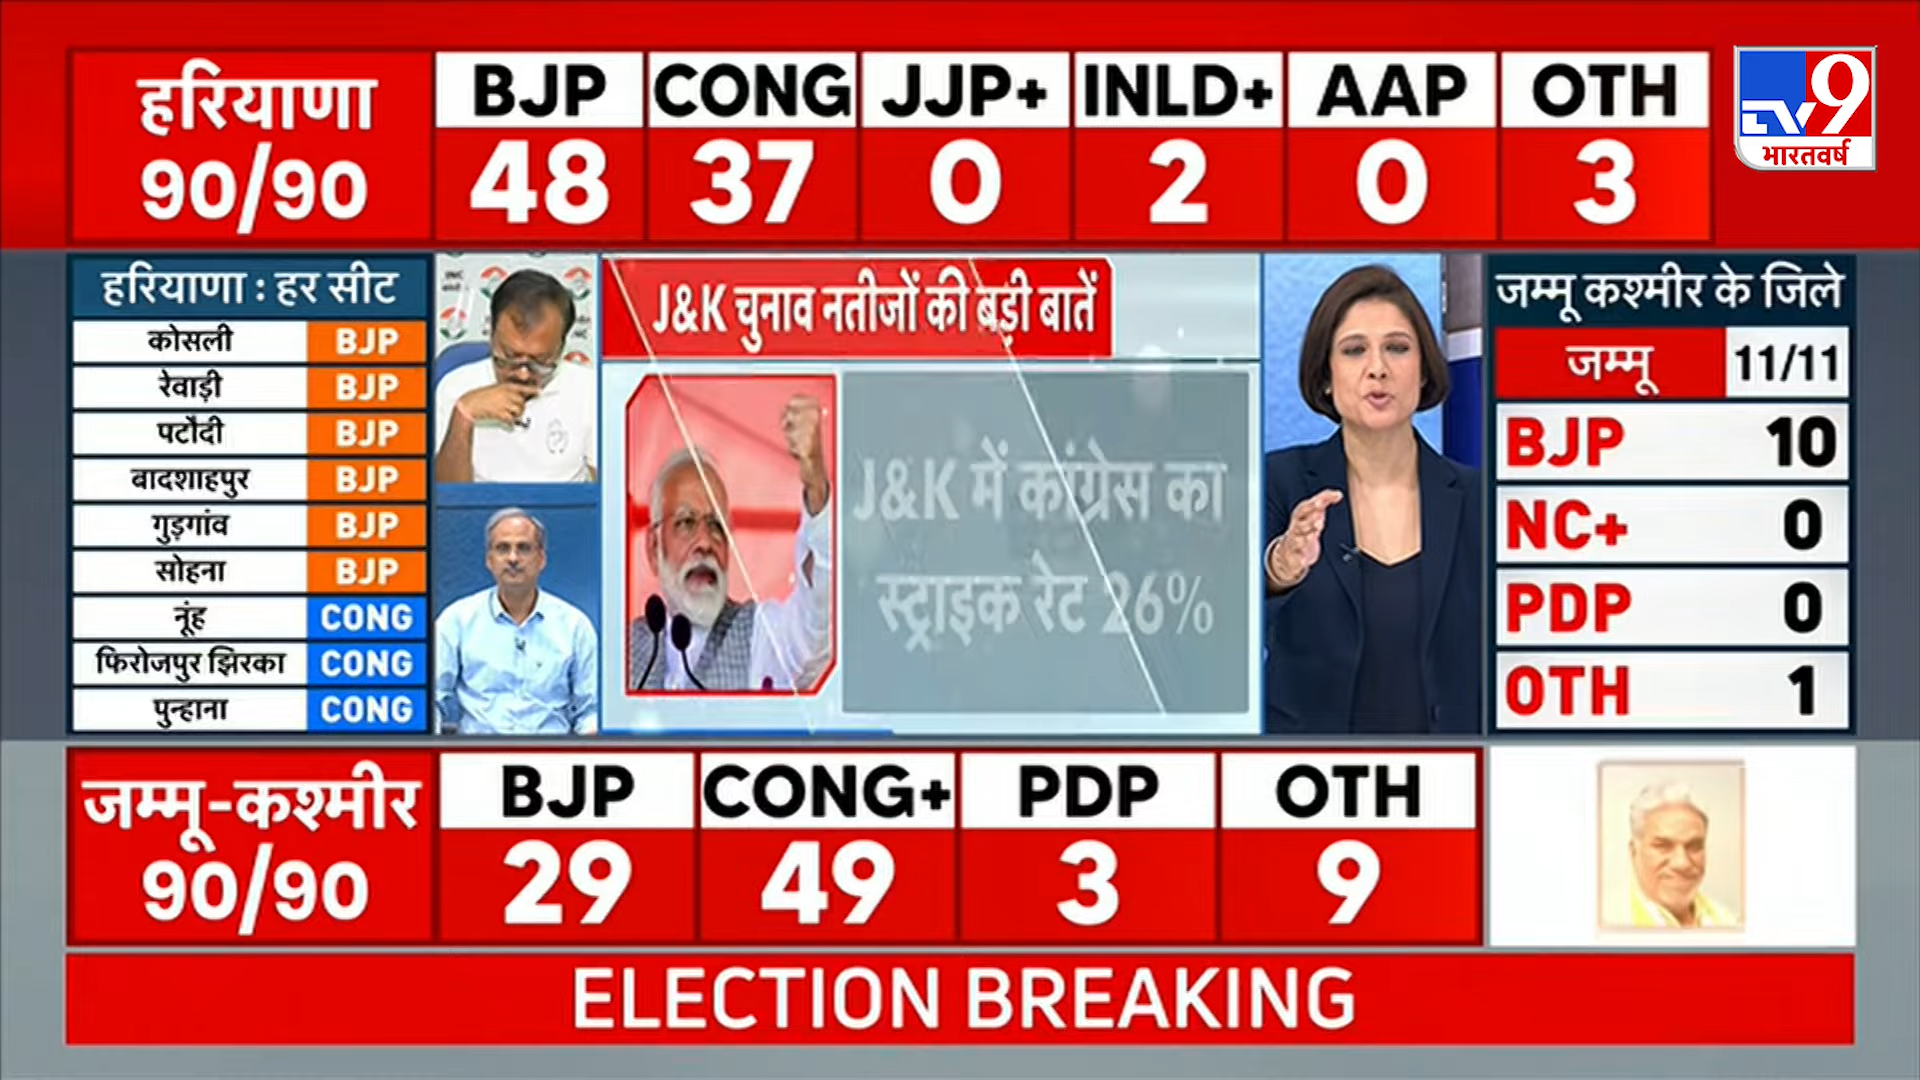 हरियाणा
90/90
BJP CONG JJP+ INLD+ AAP OTH
48 37 0 2 0 3
TV9
भारतवर्ष
हरियाणा : हर सीट
कोसली BJP
रेवाड़ी BJP
पटौदी BJP
बादशाहपुर BJP
गुड़गांव BJP
सोहना BJP
नूंह CONG
फिरोजपुर झिरका CONG
पुन्हाना CONG
J&K चुनाव नतीजों की बड़ी बातें
J&K में कांग्रेस का
स्ट्राइक रेट 26%
जम्मू कश्मीर के जिले
जम्मू 11/11
BJP 10
NC+ 0
PDP 0
OTH 1
जम्मू-कश्मीर
90/90
BJP CONG+ PDP OTH
29 49 3 9
ELECTION BREAKING